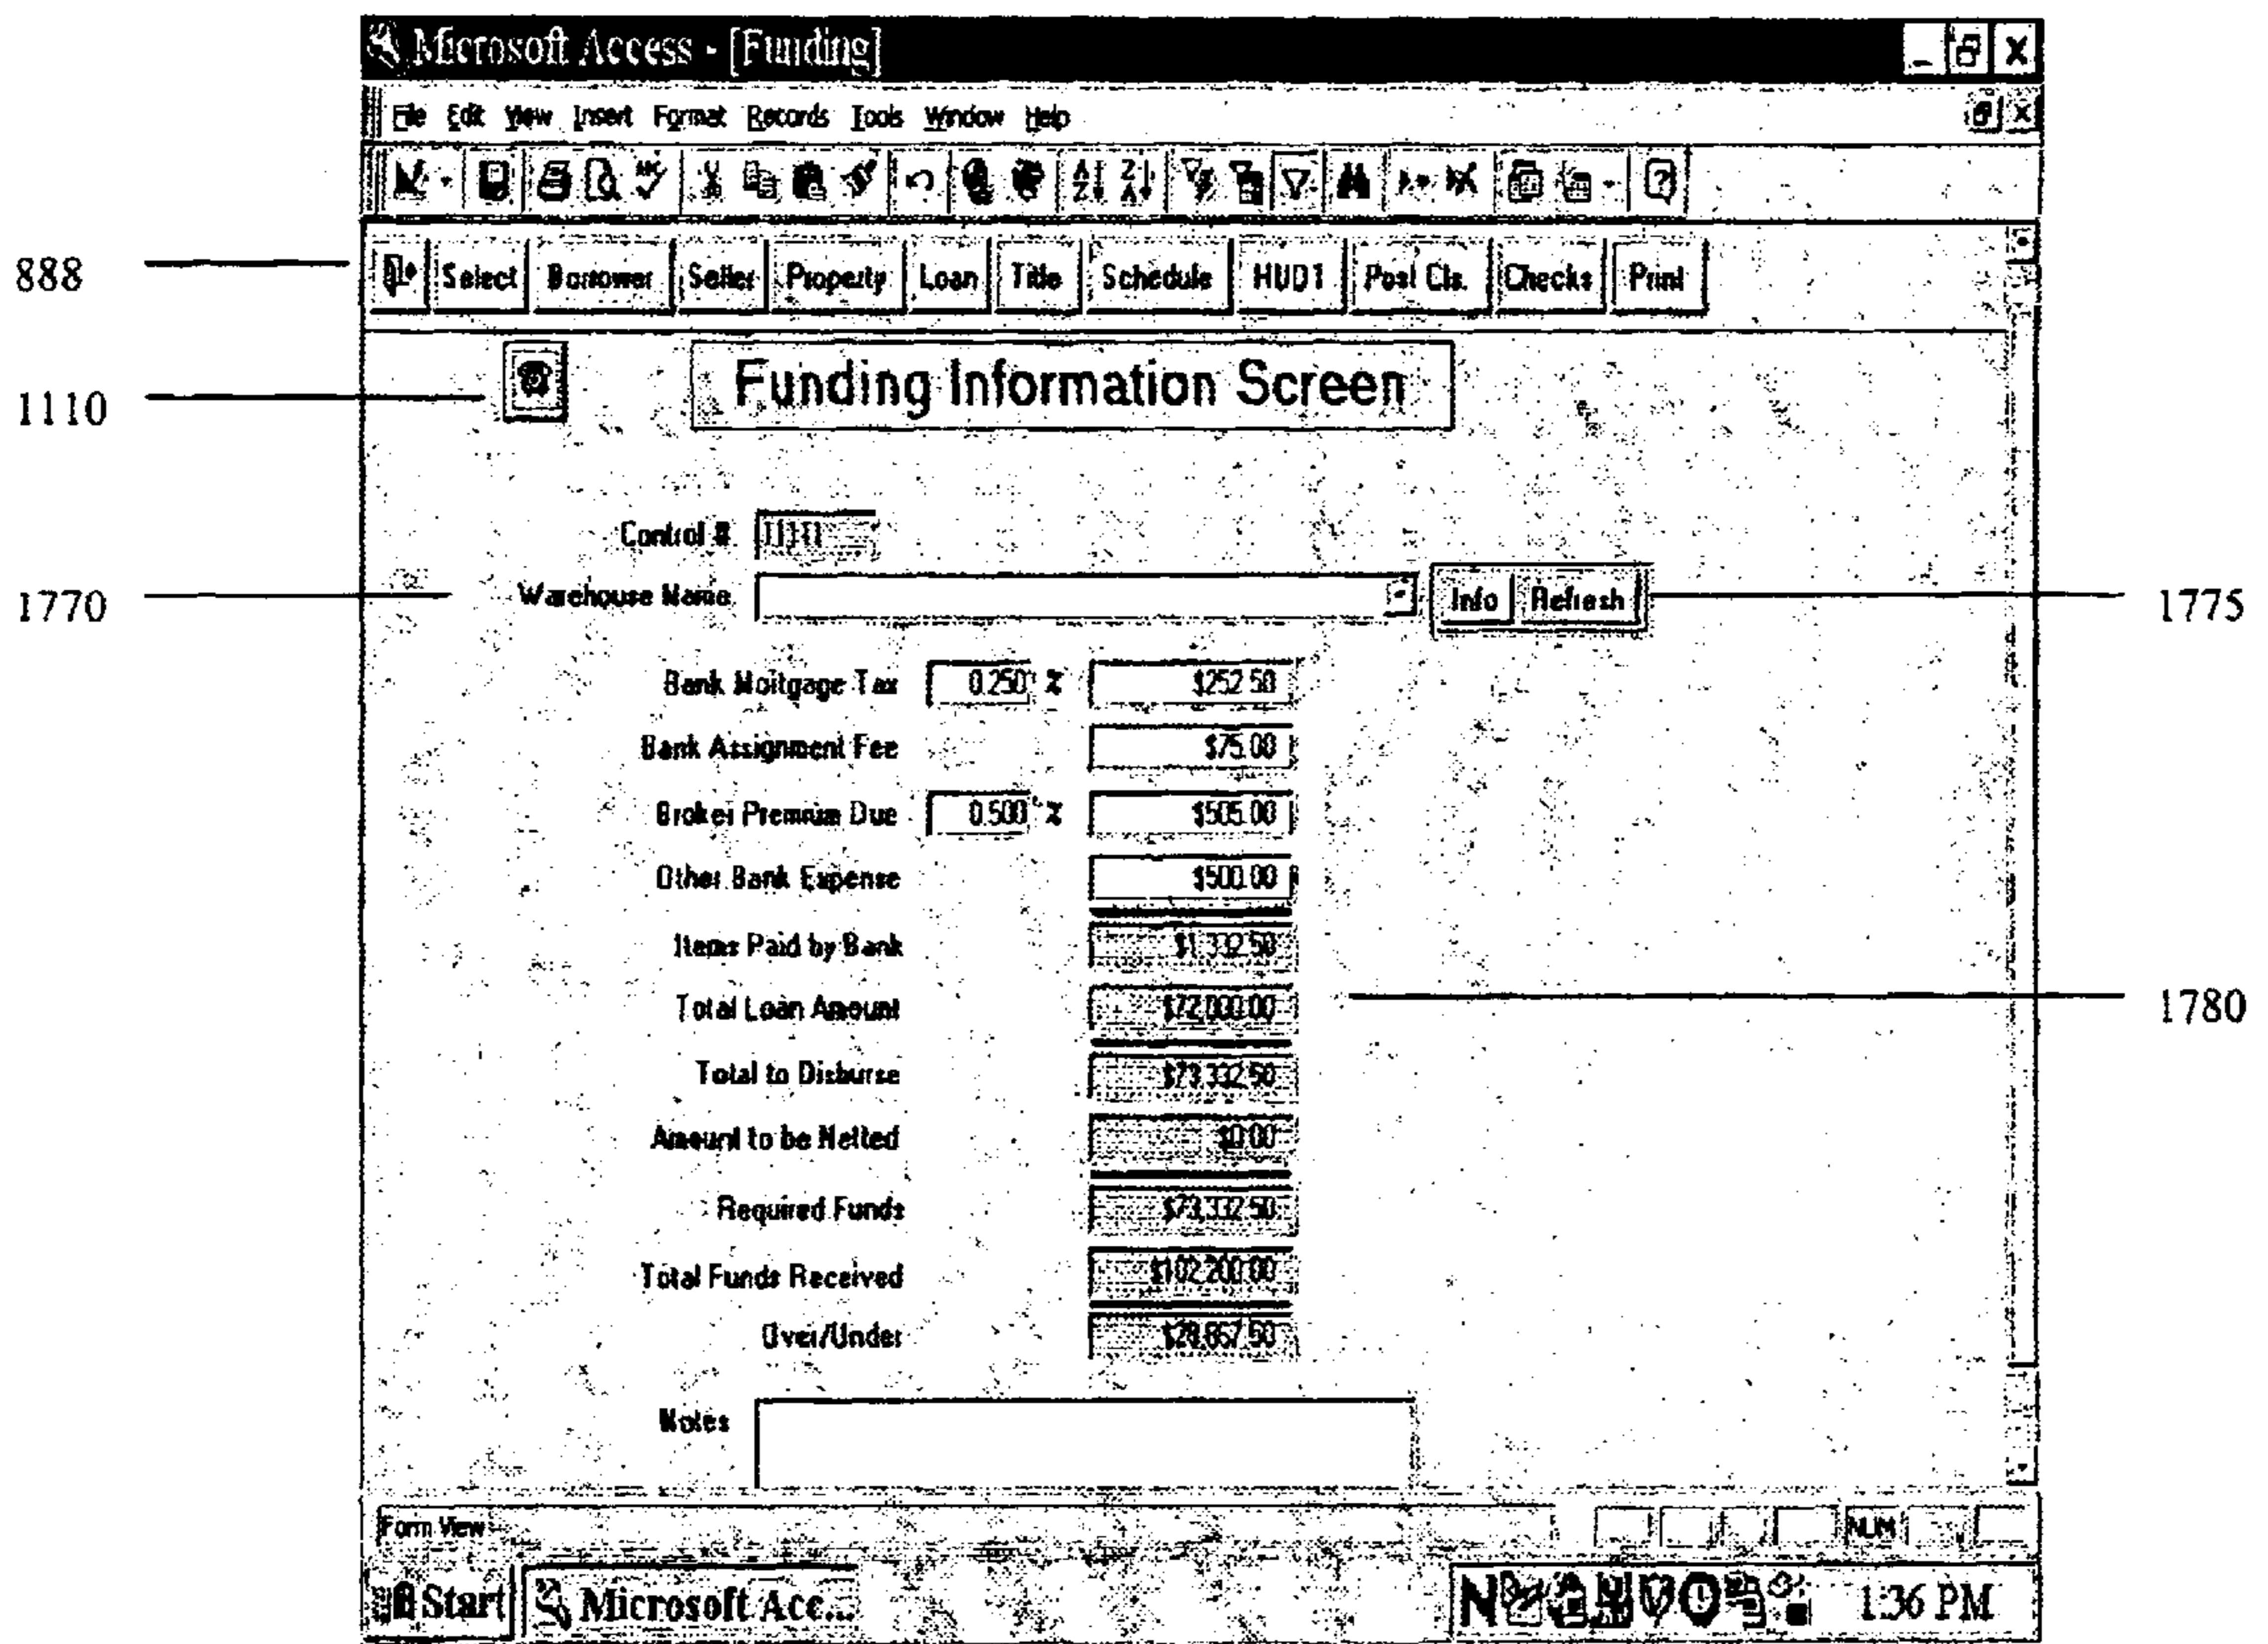 Microsoft Access - [Funding]
File Edit View Insert Format Records Tools Window Help
888 Select Borrower Seller Property Loan Title Schedule HUD1 Post Cls. Checks Print
1110 Funding Information Screen
Control #
1770 Warehouse Name Info Refresh 1775
Bank Mortgage Tax 0.250 % $252.50
Bank Assignment Fee $75.00
Broker Premium Due 0.500 % $505.00
Other Bank Expense $500.00
Items Paid by Bank $1,332.50
Total Loan Amount $72,000.00 1780
Total to Disburse $73,332.50
Amount to be Netted $0.00
Required Funds $73,332.50
Total Funds Received $102,200.00
Over/Under $28,867.50
Notes
Form View NUM
Start Microsoft Acc... 1:36 PM